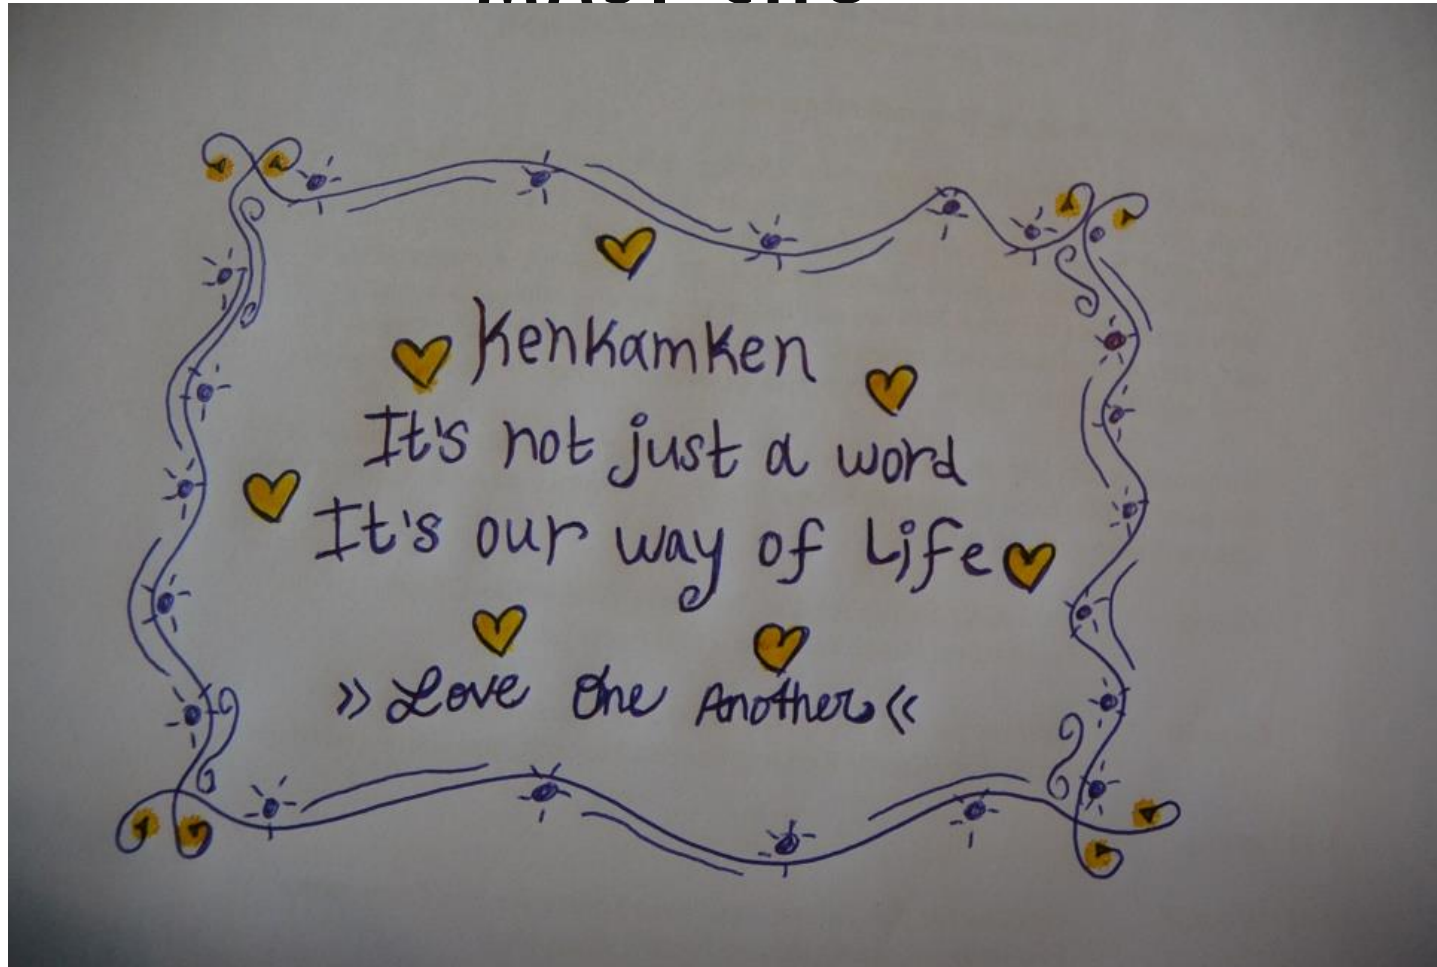 KenKamKen
It's not just a word
It's our way of Life
» Love One Another «